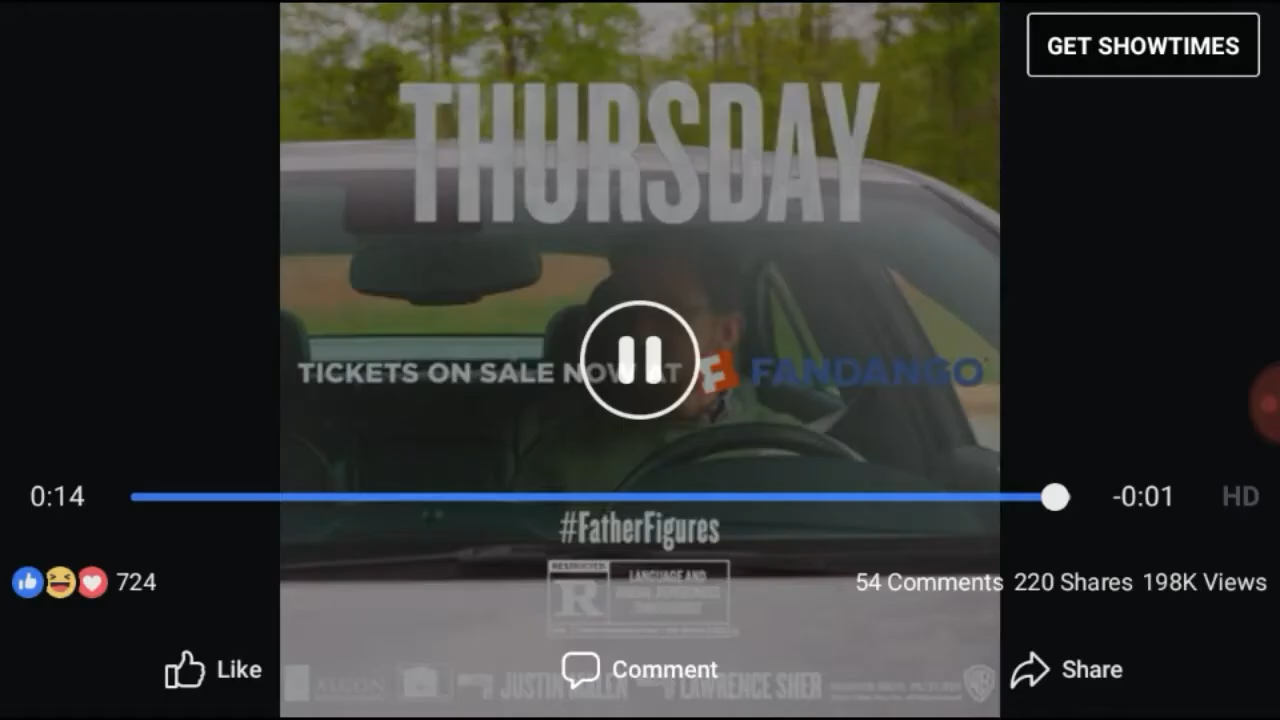 GET SHOWTIMES
THURSDAY
TICKETS ON SALE NOW AT FANDANGO
0:14 -0:01 HD
#FatherFigures
RESTRICTED
R LANGUAGE AND
724 54 Comments 220 Shares 198K Views
Like Comment Share
JUSTIN LAWRENCE SHER